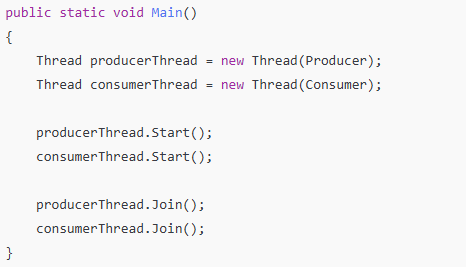 public static void Main()
{
    Thread producerThread = new Thread(Producer);
    Thread consumerThread = new Thread(Consumer);

    producerThread.Start();
    consumerThread.Start();

    producerThread.Join();
    consumerThread.Join();
}